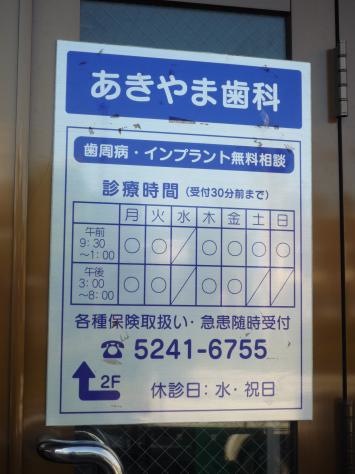 あきやま歯科
歯周病・インプラント無料相談
診療時間（受付30分前まで）
月 火 水 木 金 土 日
午前
9:30
～1:00
○ ○ ／ ○ ○ ○ ○
午後
3:00
～8:00
○ ○ ／ ○ ○ ／ ／
各種保険取扱い・急患随時受付
☎ 5241-6755
2F 休診日:水・祝日